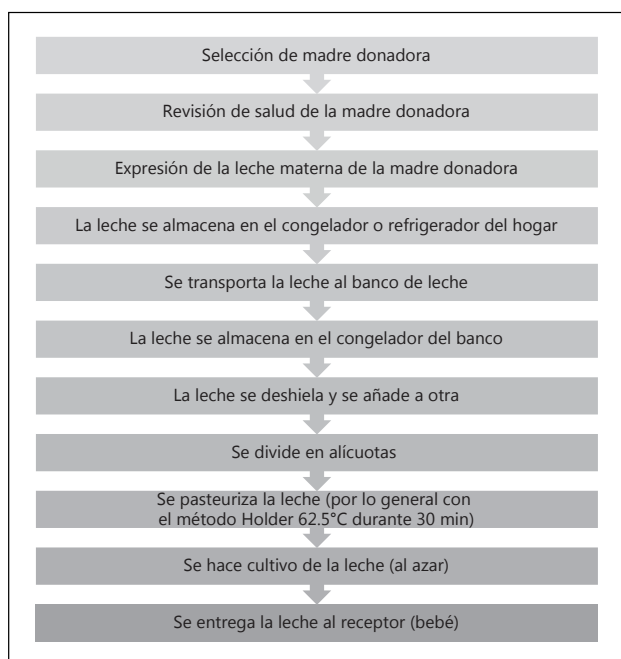 Selección de madre donadora
Revisión de salud de la madre donadora
Expresión de la leche materna de la madre donadora
La leche se almacena en el congelador o refrigerador del hogar
Se transporta la leche al banco de leche
La leche se almacena en el congelador del banco
La leche se deshiela y se añade a otra
Se divide en alícuotas
Se pasteuriza la leche (por lo general con
el método Holder 62.5°C durante 30 min)
Se hace cultivo de la leche (al azar)
Se entrega la leche al receptor (bebé)